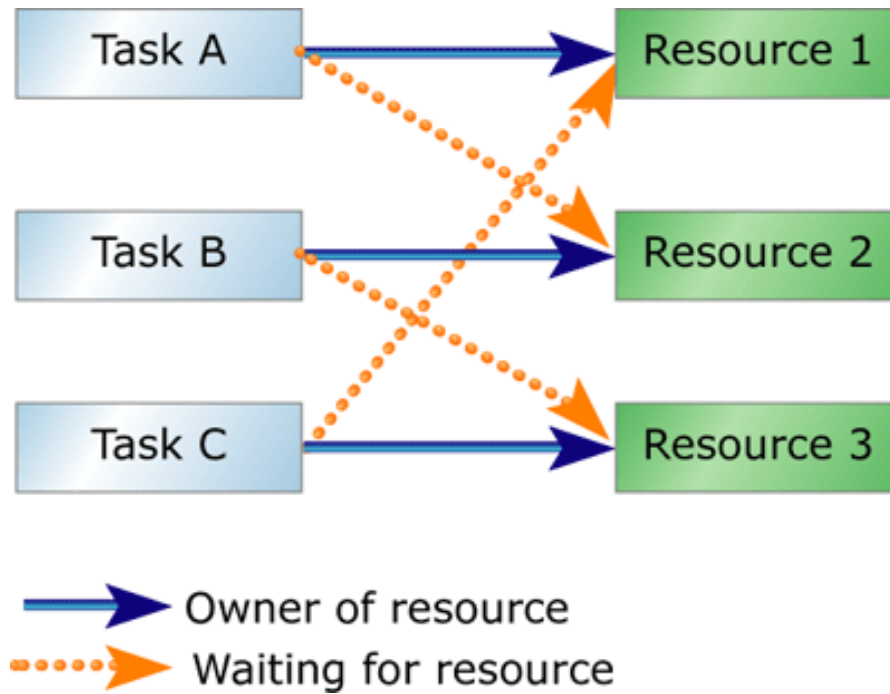 Task A
Resource 1
Task B
Resource 2
Task C
Resource 3
Owner of resource
Waiting for resource